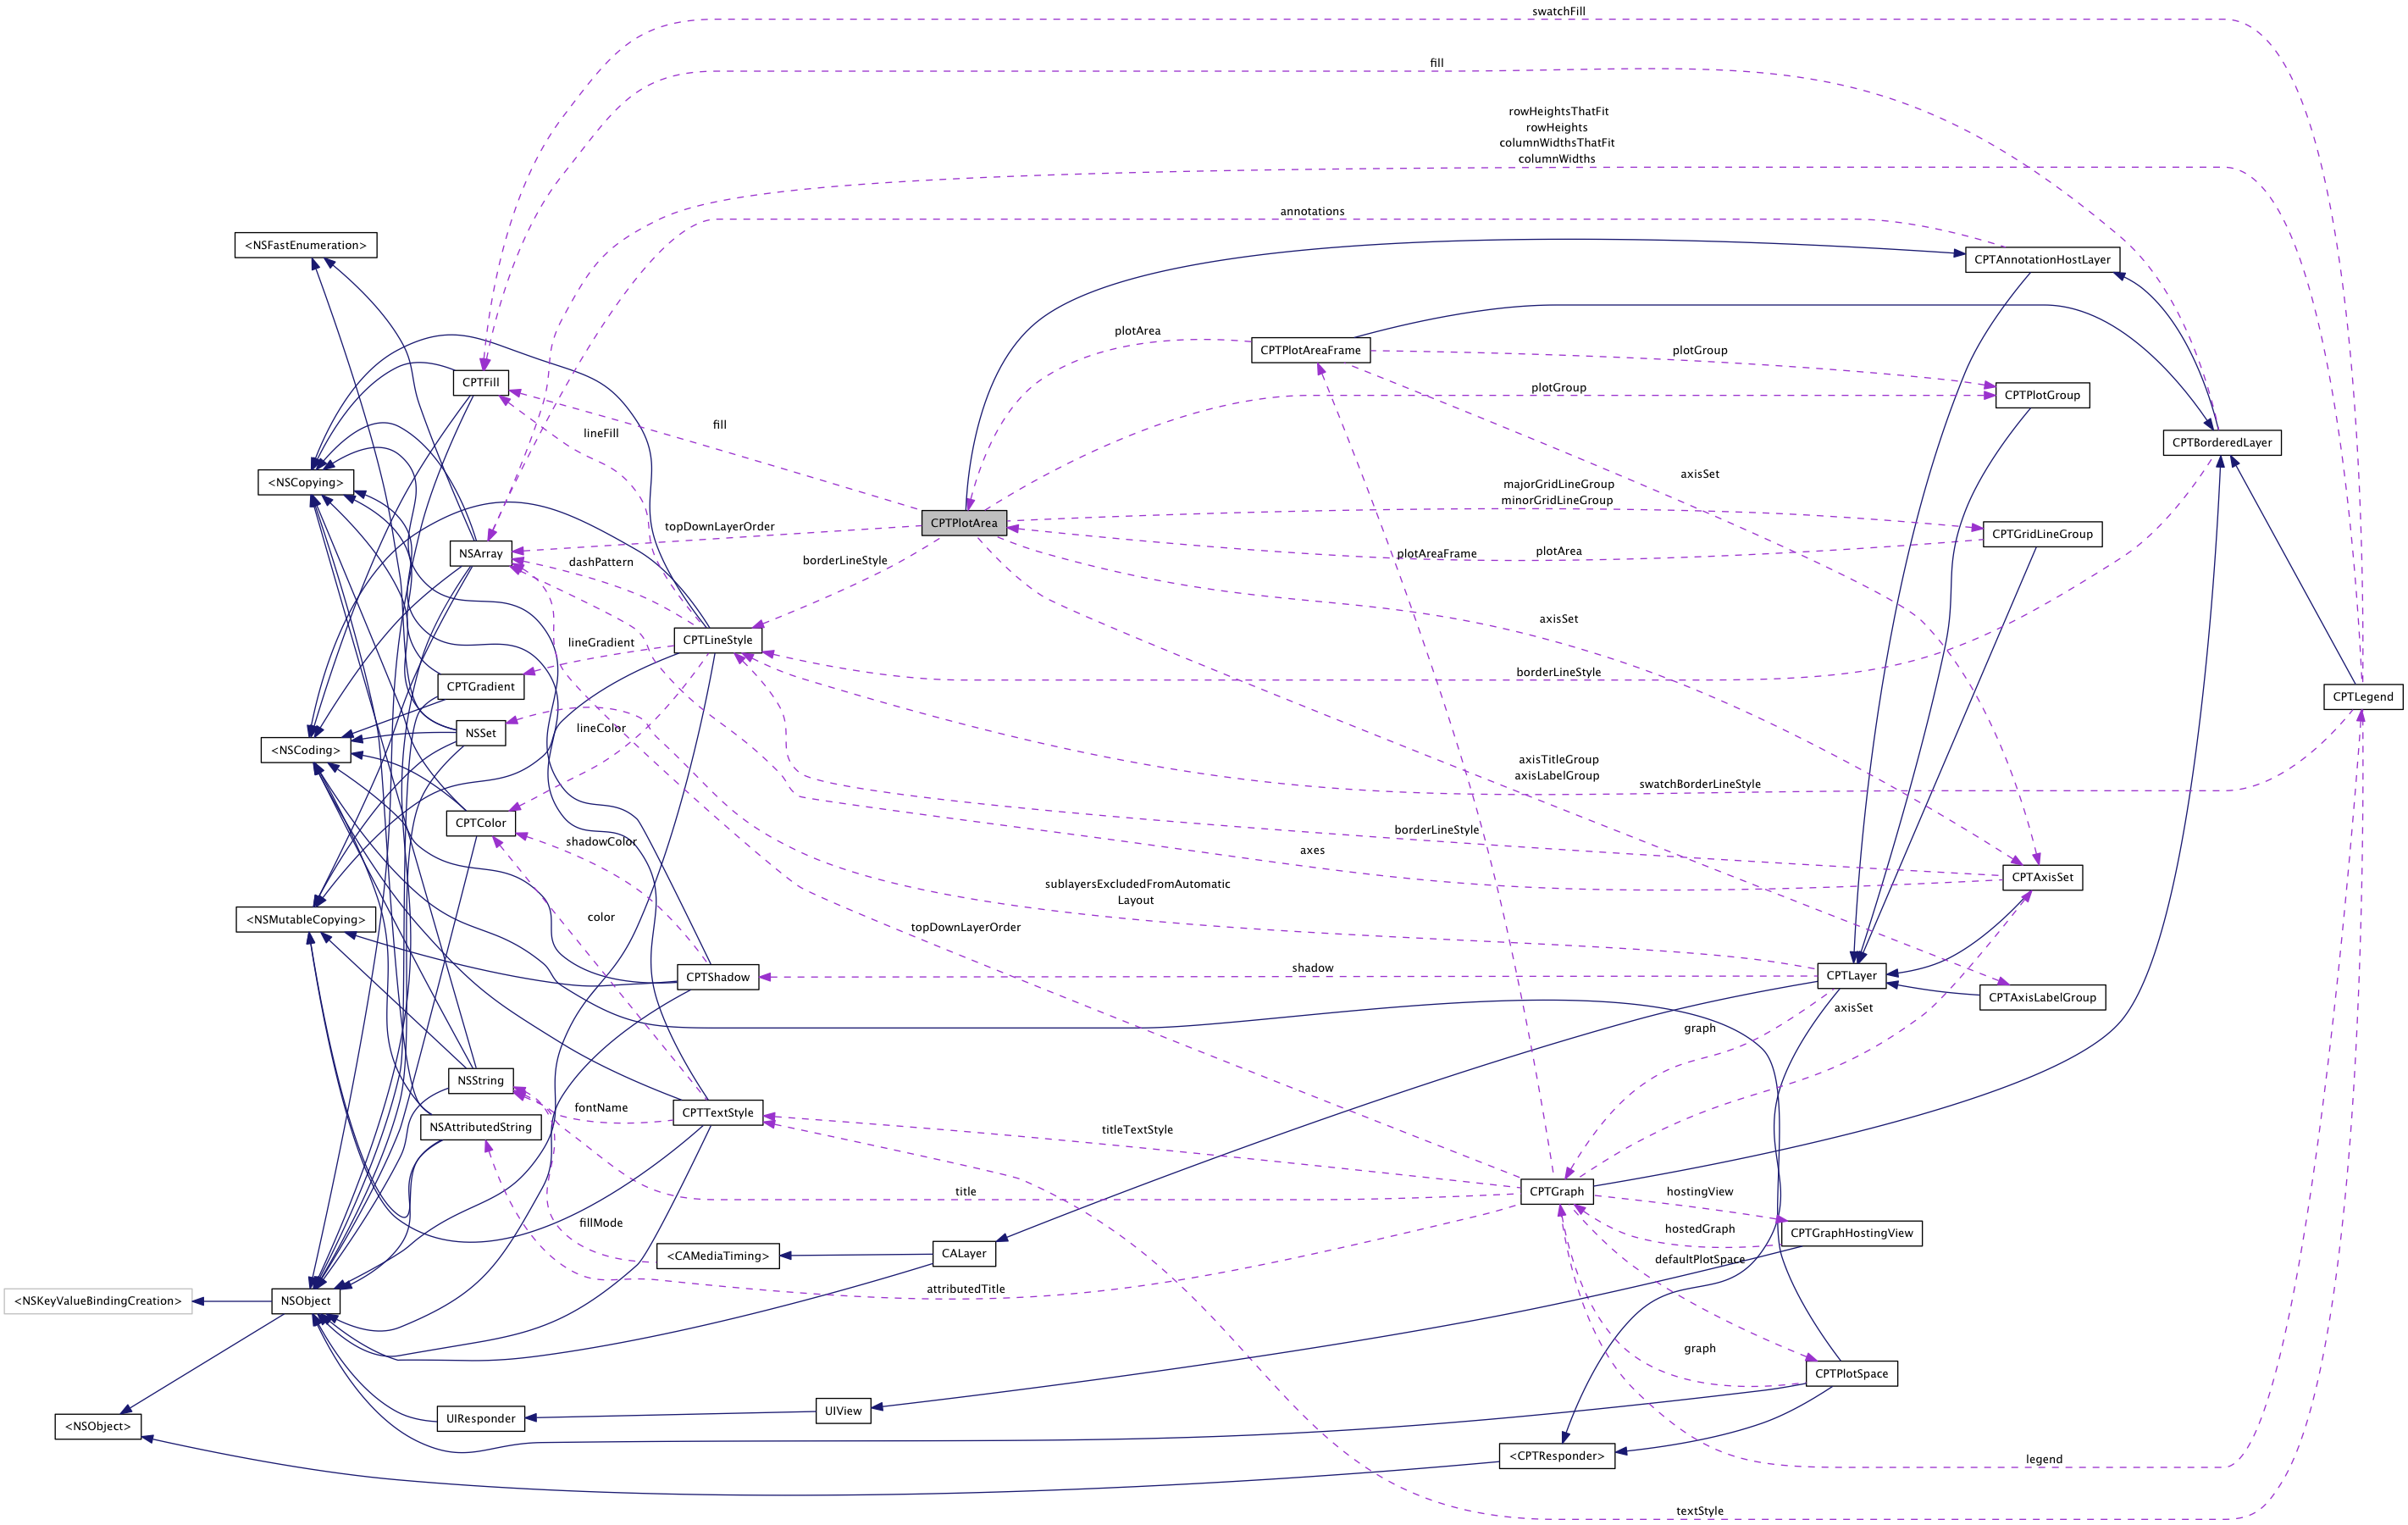 swatchFill
fill
rowHeightsThatFit
rowHeights
columnWidthsThatFit
columnWidths
annotations
<NSFastEnumeration>
CPTAnnotationHostLayer
plotArea
CPTPlotAreaFrame
plotGroup
CPTFill
plotGroup
CPTPlotGroup
lineFill
fill
CPTBorderedLayer
<NSCopying>
axisSet
majorGridLineGroup
minorGridLineGroup
topDownLayerOrder
CPTPlotArea
CPTGridLineGroup
NSArray
dashPattern
borderLineStyle
plotAreaFrame
plotArea
axisSet
lineGradient
CPTLineStyle
borderLineStyle
CPTGradient
CPTLegend
lineColor
NSSet
<NSCoding>
axisTitleGroup
axisLabelGroup
swatchBorderLineStyle
CPTColor
shadowColor
borderLineStyle
axes
CPTAxisSet
sublayersExcludedFromAutomatic
Layout
<NSMutableCopying>
color
topDownLayerOrder
CPTShadow
shadow
CPTLayer
CPTAxisLabelGroup
axisSet
graph
NSString
fontName
CPTTextStyle
NSAttributedString
titleTextStyle
title
CPTGraph
hostingView
fillMode
hostedGraph
CPTGraphHostingView
<CAMediaTiming>
CALayer
defaultPlotSpace
attributedTitle
<NSKeyValueBindingCreation>
NSObject
graph
CPTPlotSpace
UIResponder
UIView
<NSObject>
<CPTResponder>
legend
textStyle